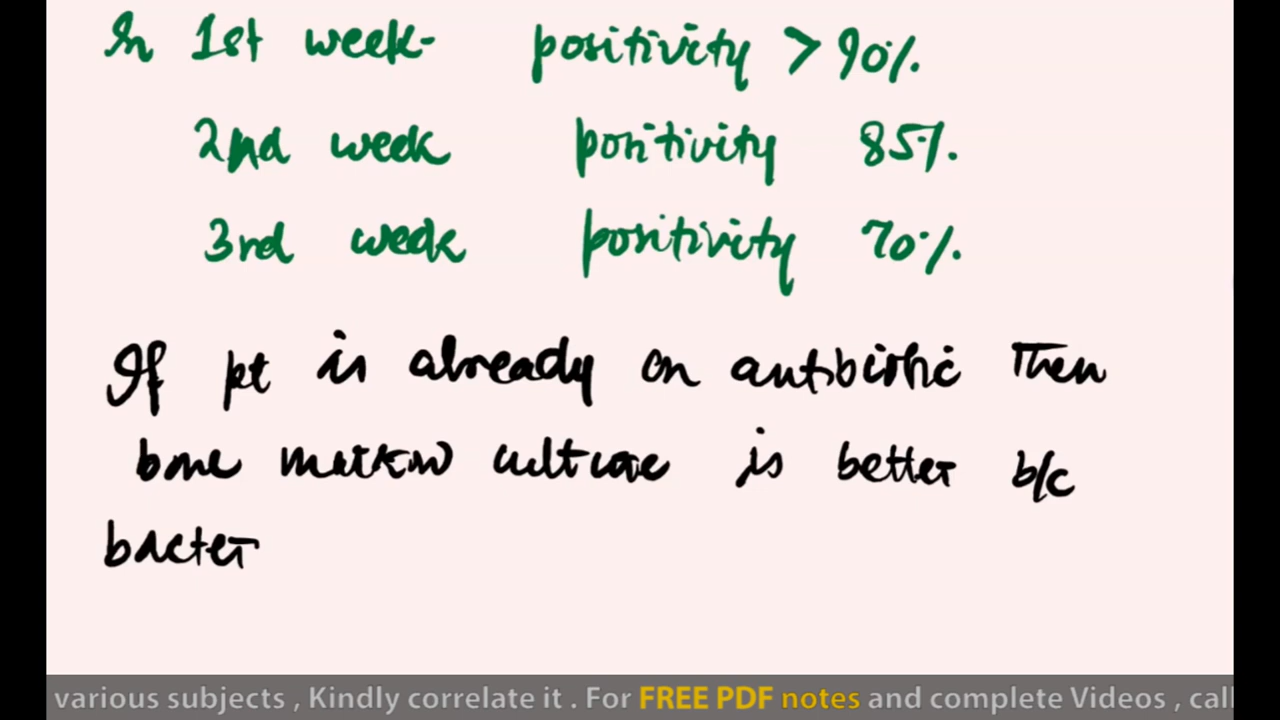 In 1st week- positivity > 90%.
2nd week positivity 85%.
3rd week positivity 70%.
If pt is already on antibiotic Then
bone marrow culture is better b/c
bacter
various subjects , Kindly correlate it . For FREE PDF notes and complete Videos , call